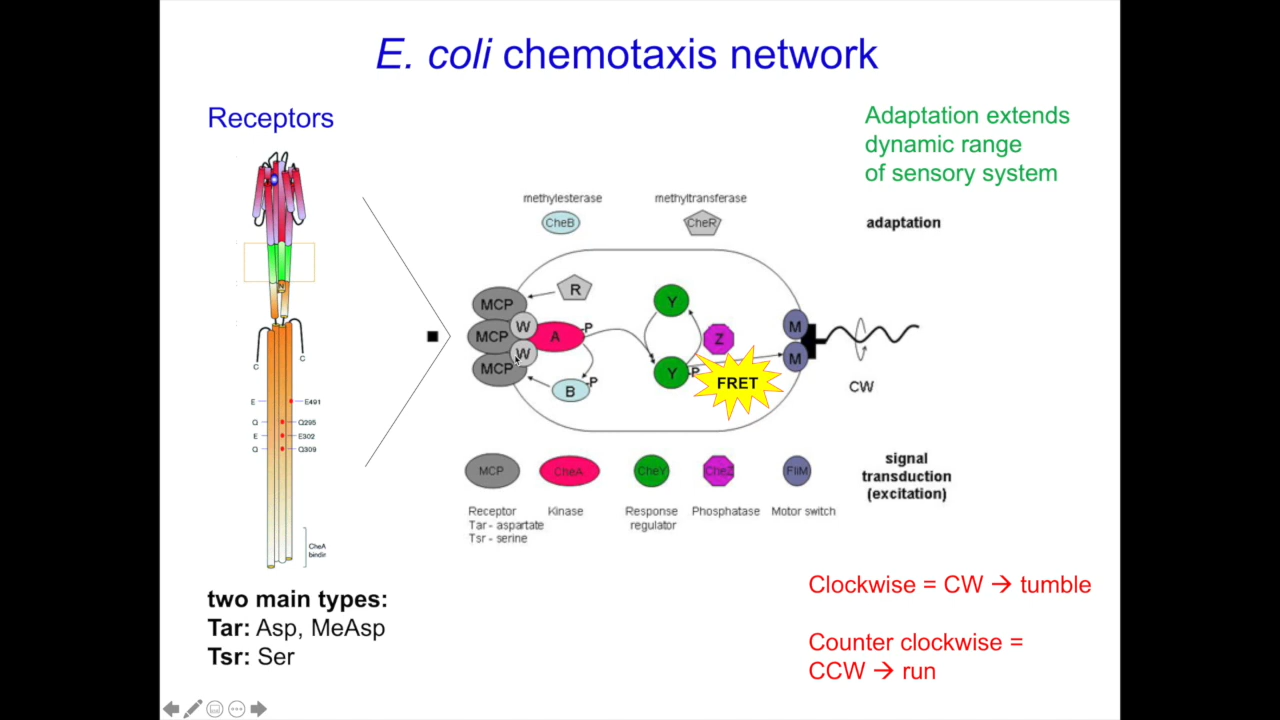 E. coli chemotaxis network
Receptors
Adaptation extends
dynamic range
of sensory system
methylesterase
methyltransferase
CheB
CheR
adaptation
MCP
MCP
MCP
W
W
R
A
P
B
P
Y
Y
P
Z
FRET
M
M
CW
N
C
C
E
E491
Q
Q295
E
E302
Q
Q309
CheA
bindir
MCP
CheA
CheY
CheZ
FliM
signal
transduction
(excitation)
Receptor
Tar - aspartate
Tsr - serine
Kinase
Response
regulator
Phosphatase
Motor switch
two main types:
Tar: Asp, MeAsp
Tsr: Ser
Clockwise = CW → tumble
Counter clockwise =
CCW → run